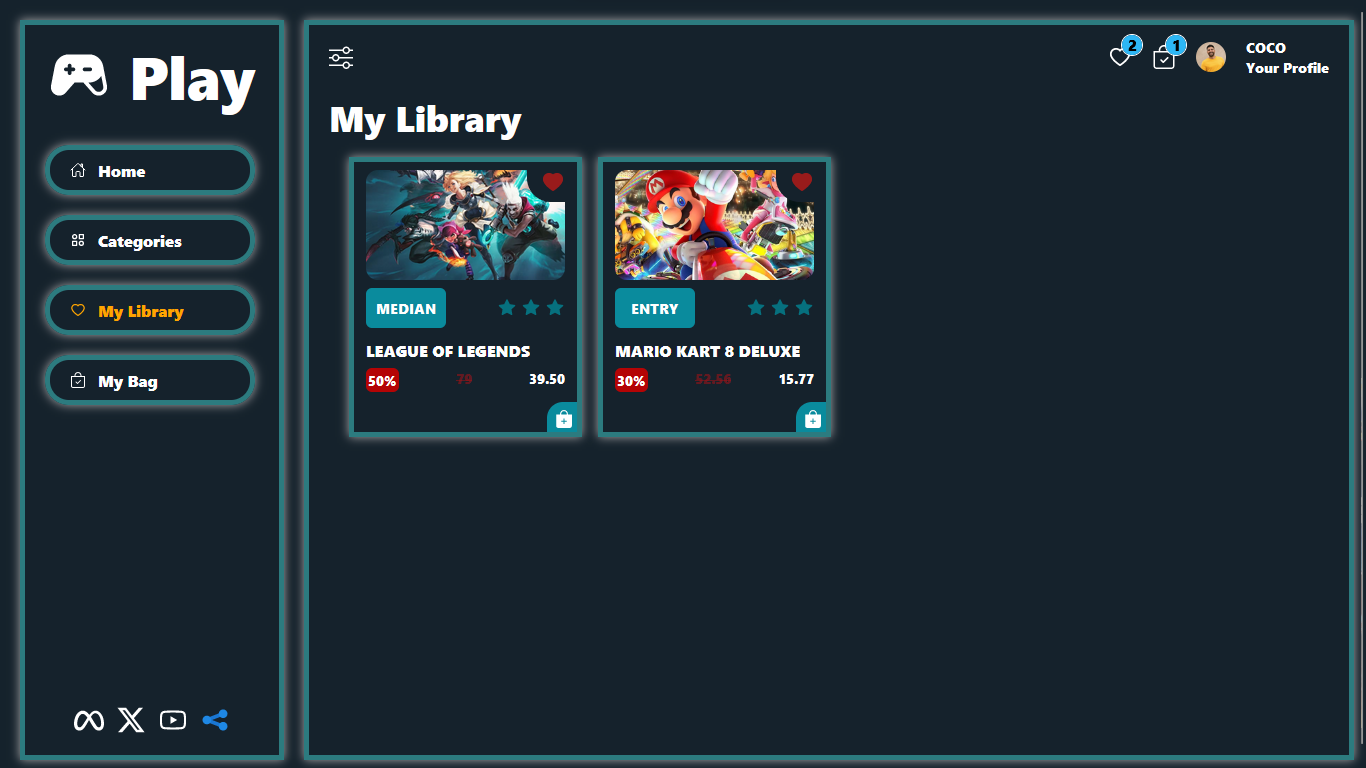 Play
Home
Categories
My Library
My Bag
2
1
COCO
Your Profile
My Library
MEDIAN
LEAGUE OF LEGENDS
50% 79 39.50
ENTRY
MARIO KART 8 DELUXE
30% 52.56 15.77